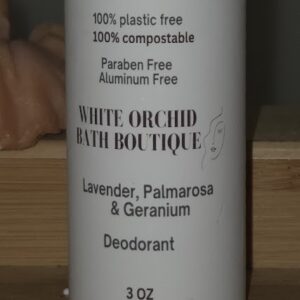 100% plastic free
100% compostable
Paraben Free
Aluminum Free
WHITE ORCHID
BATH BOUTIQUE
Lavender, Palmarosa
& Geranium
Deodorant
3 OZ